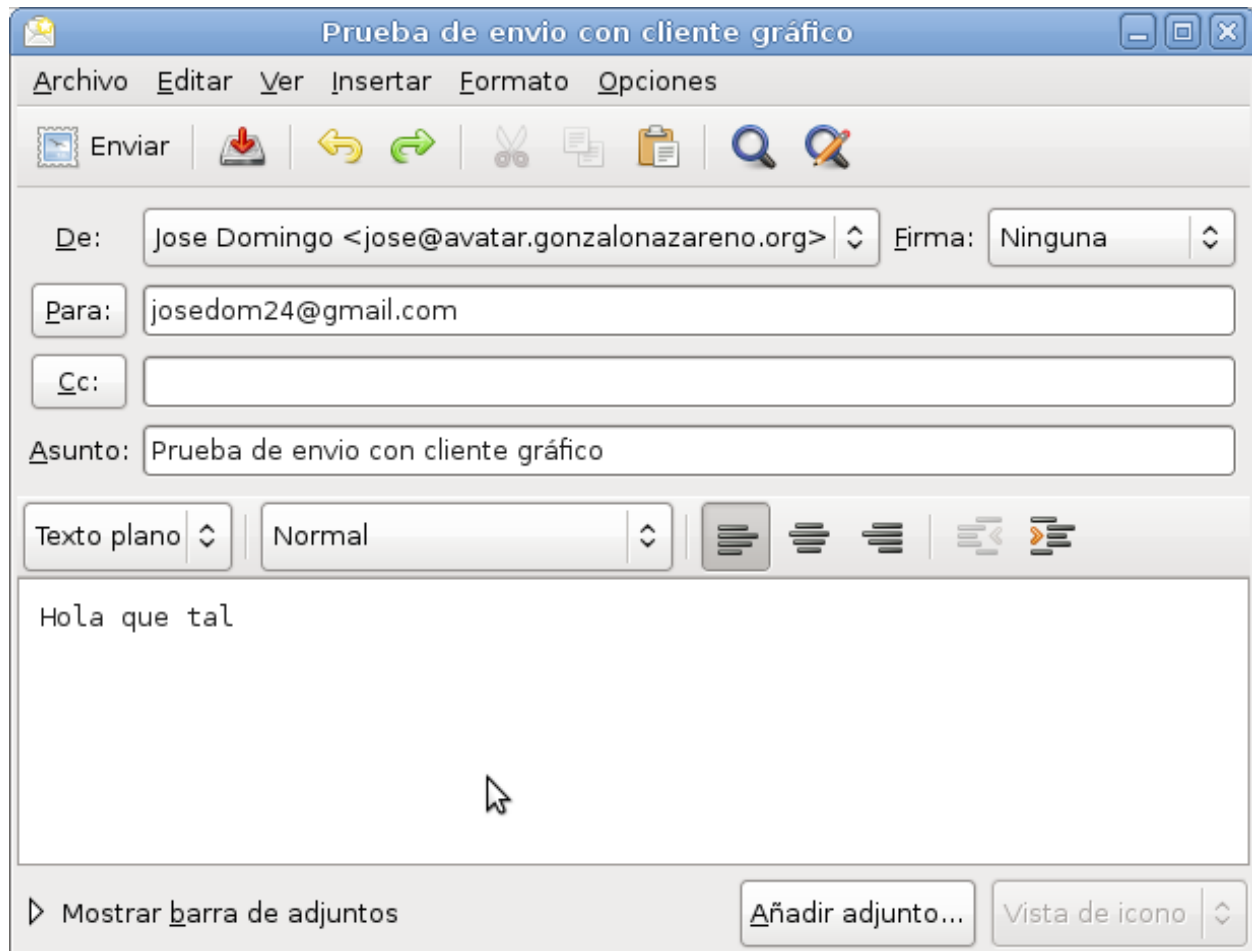 Prueba de envio con cliente gráfico
Archivo Editar Ver Insertar Formato Opciones
Enviar
De: Jose Domingo <jose@avatar.gonzalonazareno.org> Firma: Ninguna
Para: josedom24@gmail.com
Cc:
Asunto: Prueba de envio con cliente gráfico
Texto plano Normal
Hola que tal
Mostrar barra de adjuntos Añadir adjunto... Vista de icono